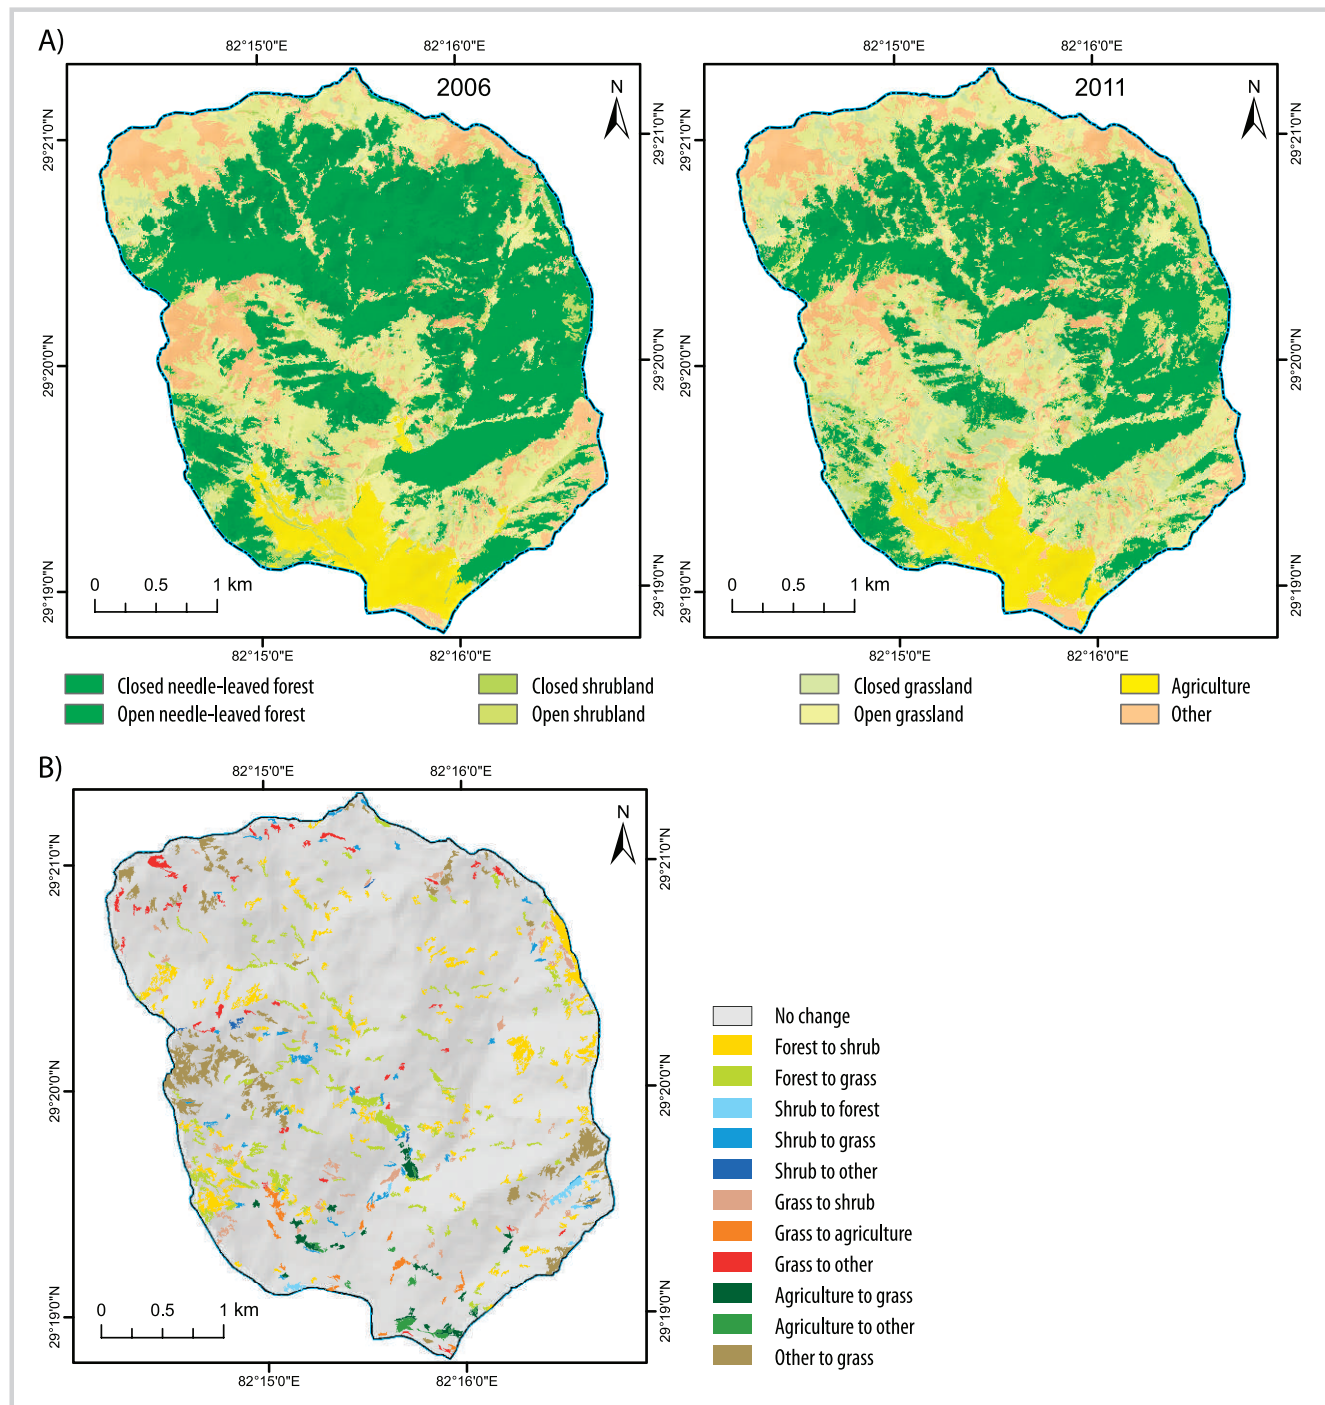 A)
82°15'0"E 82°16'0"E 82°15'0"E 82°16'0"E
2006 N 2011 N
29°21'0"N 29°21'0"N 29°21'0"N 29°21'0"N
29°20'0"N 29°20'0"N 29°20'0"N 29°20'0"N
29°19'0"N 29°19'0"N 29°19'0"N 29°19'0"N
0 0.5 1 km 0 0.5 1 km
82°15'0"E 82°16'0"E 82°15'0"E 82°16'0"E
Closed needle-leaved forest Closed shrubland Closed grassland Agriculture
Open needle-leaved forest Open shrubland Open grassland Other
B)
82°15'0"E 82°16'0"E
N
29°21'0"N 29°21'0"N
29°20'0"N 29°20'0"N
29°19'0"N 29°19'0"N
0 0.5 1 km
82°15'0"E 82°16'0"E
No change
Forest to shrub
Forest to grass
Shrub to forest
Shrub to grass
Shrub to other
Grass to shrub
Grass to agriculture
Grass to other
Agriculture to grass
Agriculture to other
Other to grass